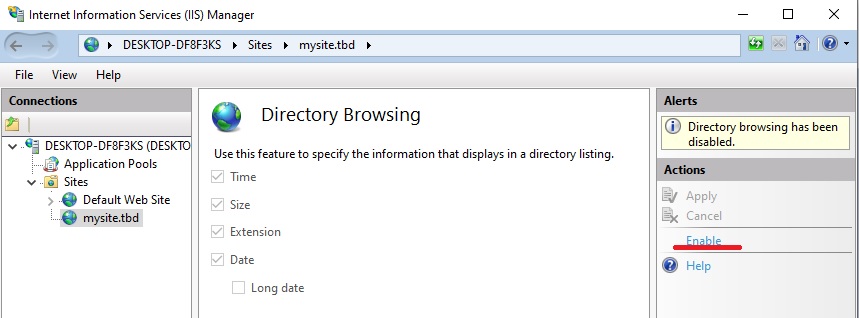 Internet Information Services (IIS) Manager
DESKTOP-DF8F3KS Sites mysite.tbd
File View Help
Connections
DESKTOP-DF8F3KS (DESKTO
Application Pools
Sites
Default Web Site
mysite.tbd
Directory Browsing
Use this feature to specify the information that displays in a directory listing.
Time
Size
Extension
Date
Long date
Alerts
Directory browsing has been
disabled.
Actions
Apply
Cancel
Enable
Help